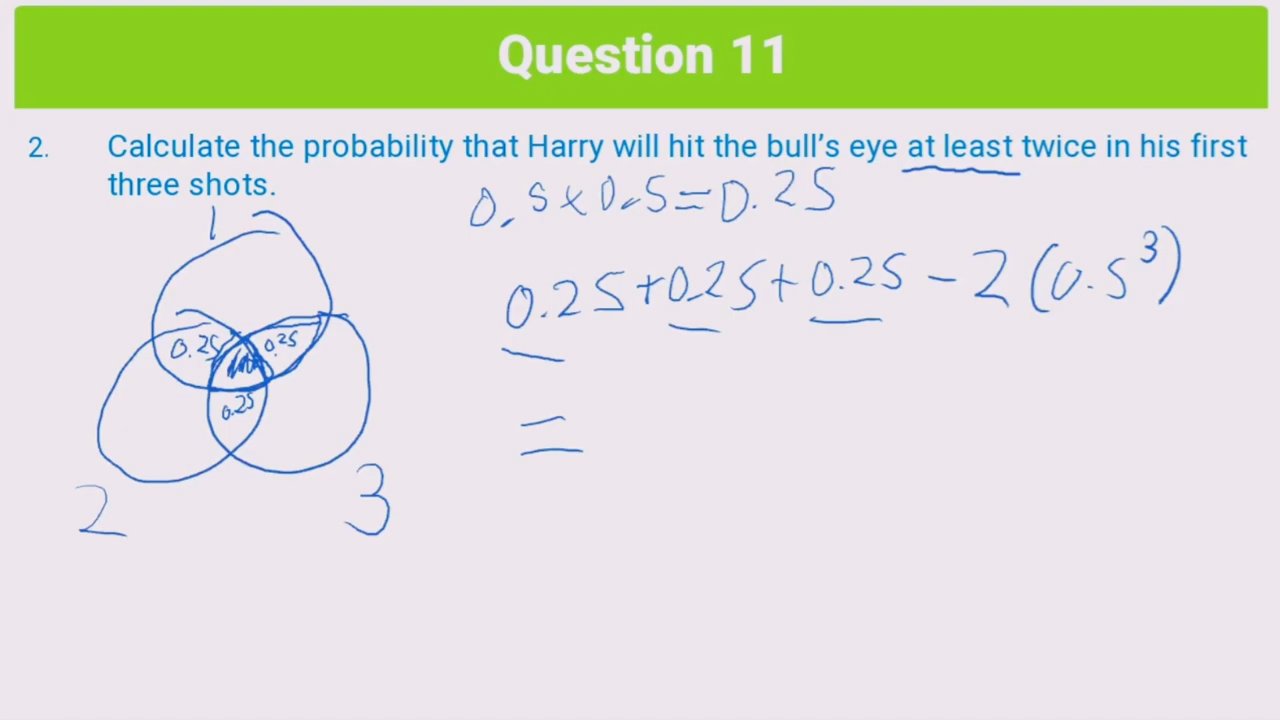 Question 11
2. Calculate the probability that Harry will hit the bull's eye at least twice in his first
three shots.
0.5 x 0.5 = 0.25
1
0.25 + 0.25 + 0.25 - 2 (0.5³)
0.25 0.25
0.25
=
2 3